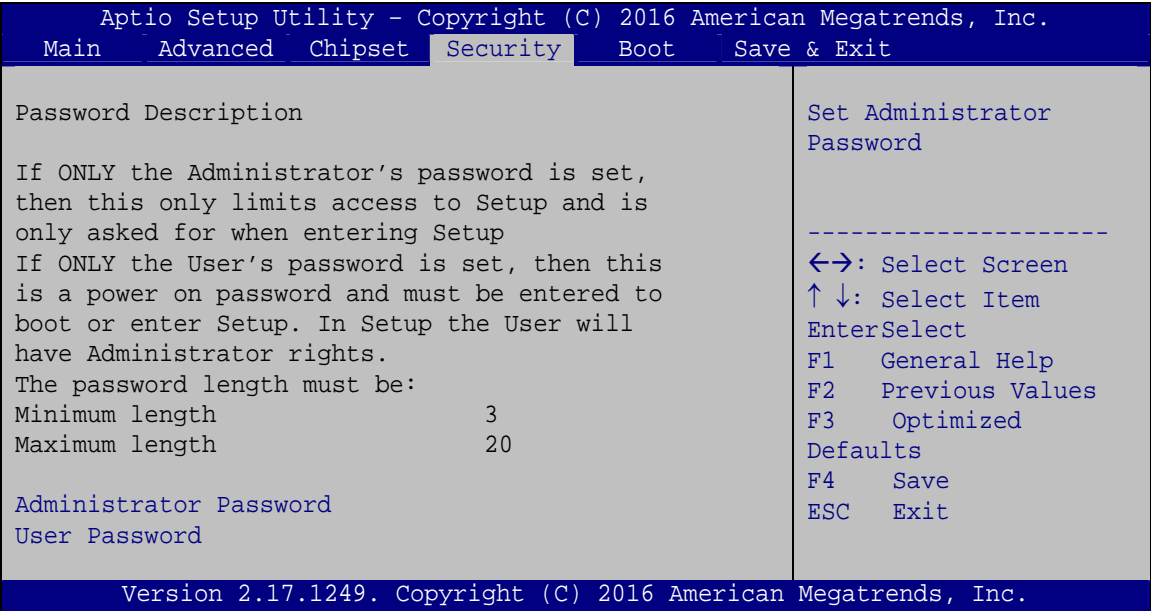 Aptio Setup Utility – Copyright (C) 2016 American Megatrends, Inc.
Main Advanced Chipset Security Boot Save & Exit
Password Description
If ONLY the Administrator’s password is set,
then this only limits access to Setup and is
only asked for when entering Setup
If ONLY the User’s password is set, then this
is a power on password and must be entered to
boot or enter Setup. In Setup the User will
have Administrator rights.
The password length must be:
Minimum length 3
Maximum length 20
Administrator Password
User Password
Set Administrator
Password
---------------------
←→: Select Screen
↑ ↓: Select Item
EnterSelect
F1 General Help
F2 Previous Values
F3 Optimized
Defaults
F4 Save
ESC Exit
Version 2.17.1249. Copyright (C) 2016 American Megatrends, Inc.